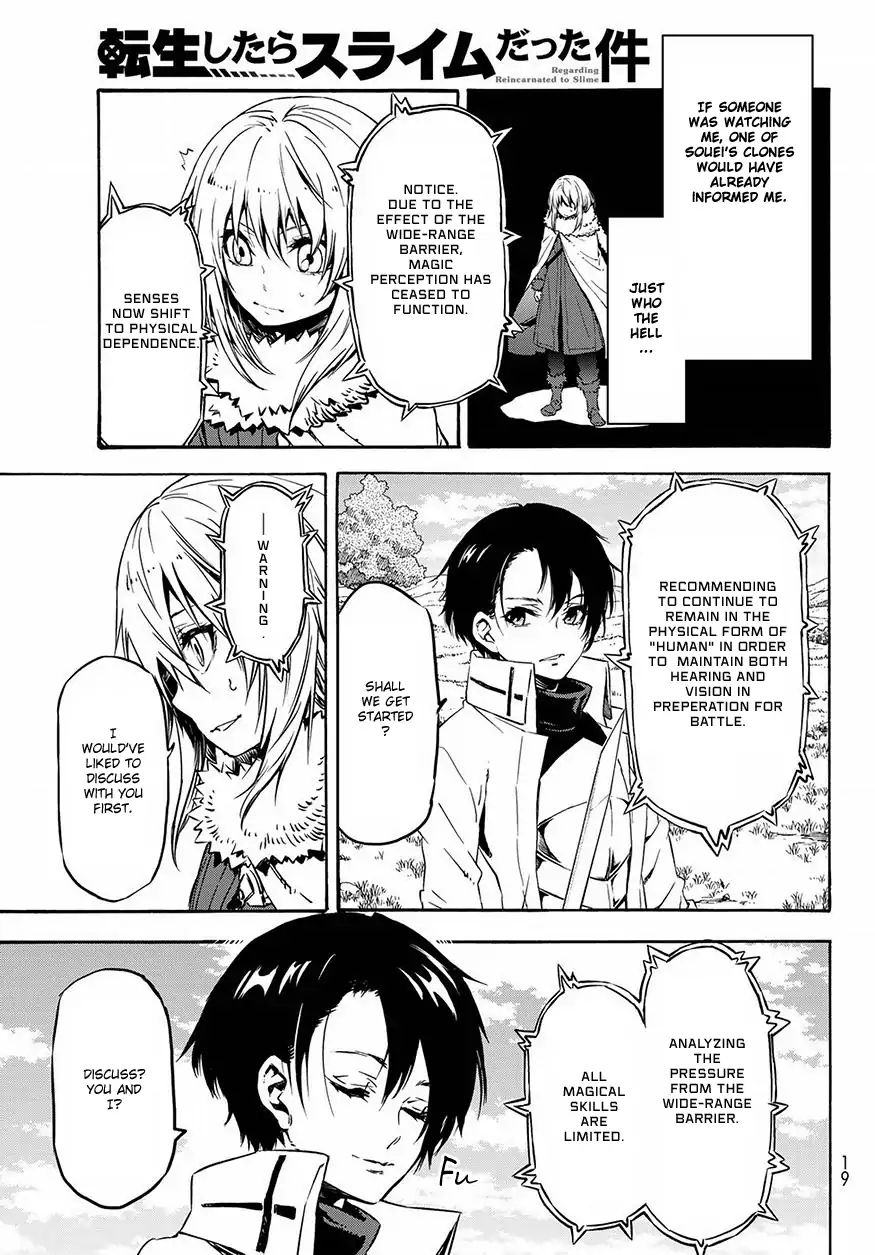 転生したらスライムだった件
Regarding
Reincarnated to Slime
IF SOMEONE
WAS WATCHING
ME, ONE OF
SOUEI'S CLONES
WOULD HAVE
ALREADY
INFORMED ME.
JUST
WHO
THE
HELL
...
NOTICE.
DUE TO THE
EFFECT OF THE
WIDE-RANGE
BARRIER,
MAGIC
PERCEPTION HAS
CEASED TO
FUNCTION.
SENSES
NOW SHIFT
TO PHYSICAL
DEPENDENCE.
RECOMMENDING
TO CONTINUE TO
REMAIN IN THE
PHYSICAL FORM OF
"HUMAN" IN ORDER
TO MAINTAIN BOTH
HEARING AND
VISION IN
PREPERATION FOR
BATTLE.
SHALL
WE GET
STARTED
?
—WARNING.
I
WOULD'VE
LIKED TO
DISCUSS
WITH YOU
FIRST.
ANALYZING
THE
PRESSURE
FROM THE
WIDE-RANGE
BARRIER.
ALL
MAGICAL
SKILLS
ARE
LIMITED.
Fu
DISCUSS?
YOU AND
I?
19